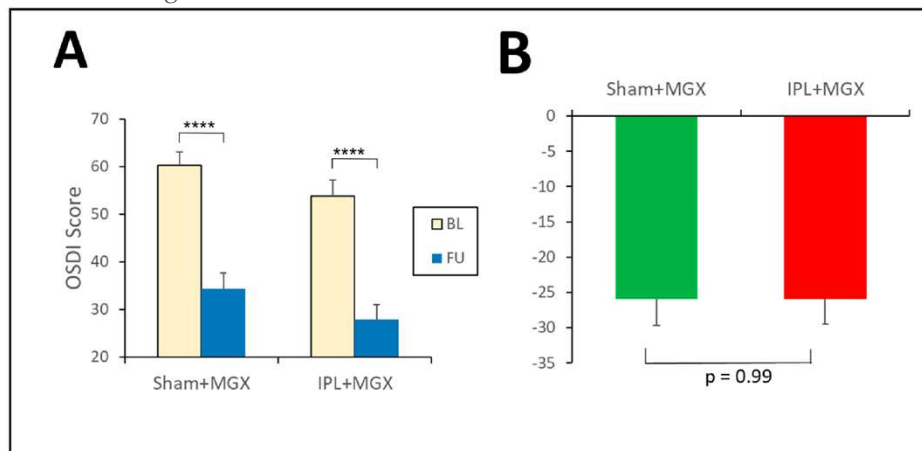 A
OSDI Score
70
60
50
40
30
20
****
****
Sham+MGX
IPL+MGX
BL
FU
B
Sham+MGX
IPL+MGX
0
-5
-10
-15
-20
-25
-30
-35
p = 0.99